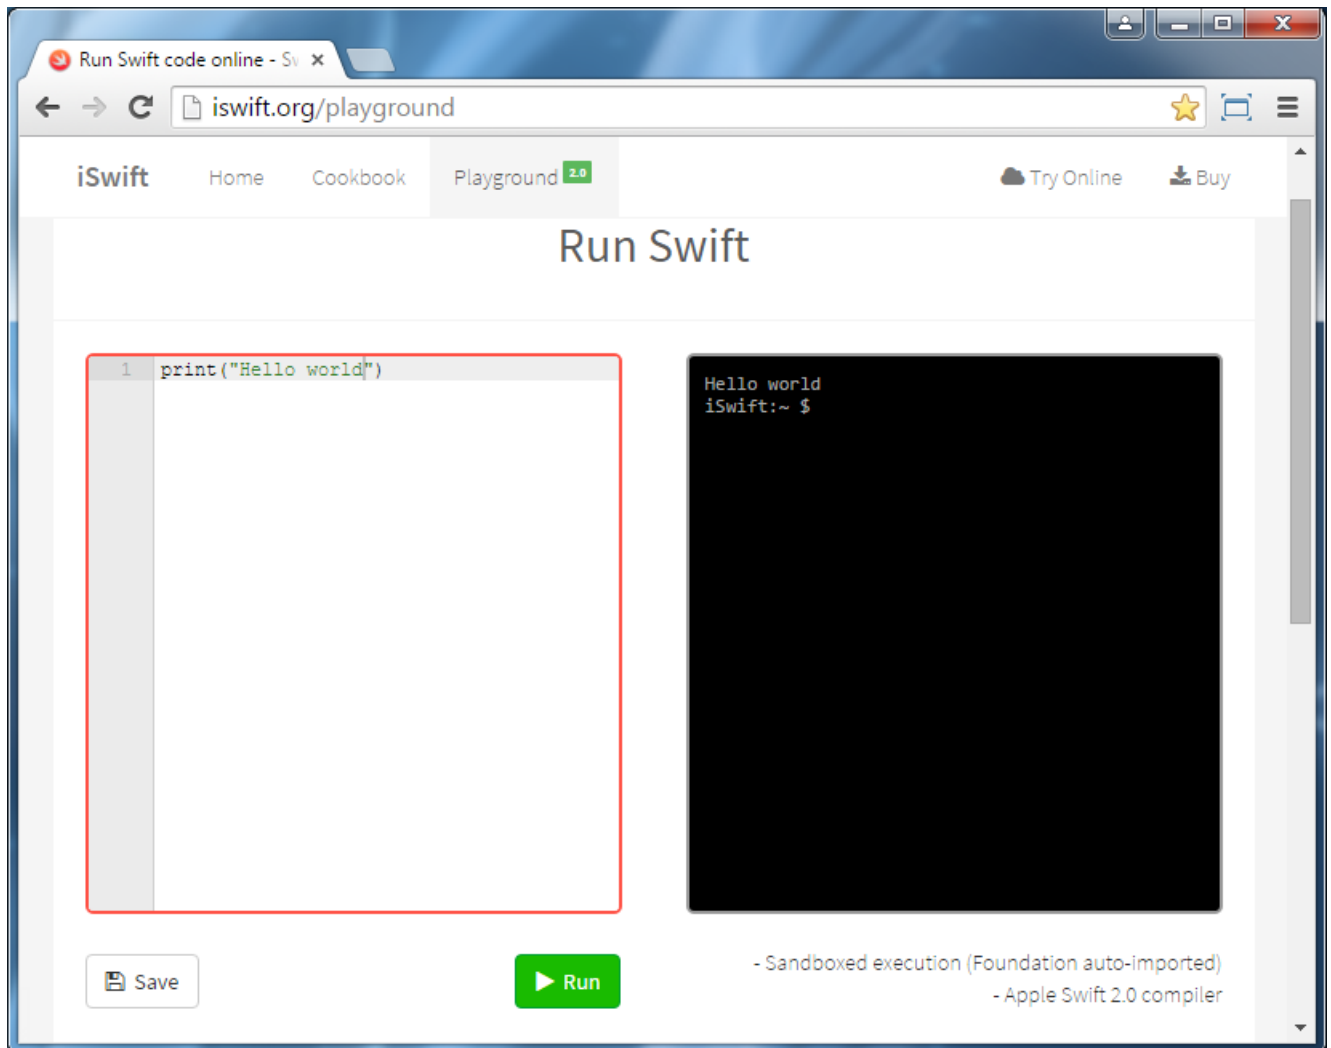 Run Swift code online - Sv
iswift.org/playground
iSwift Home Cookbook Playground 2.0 Try Online Buy
Run Swift
1 print("Hello world")
Hello world
iSwift:~ $
Save Run
- Sandboxed execution (Foundation auto-imported)
- Apple Swift 2.0 compiler